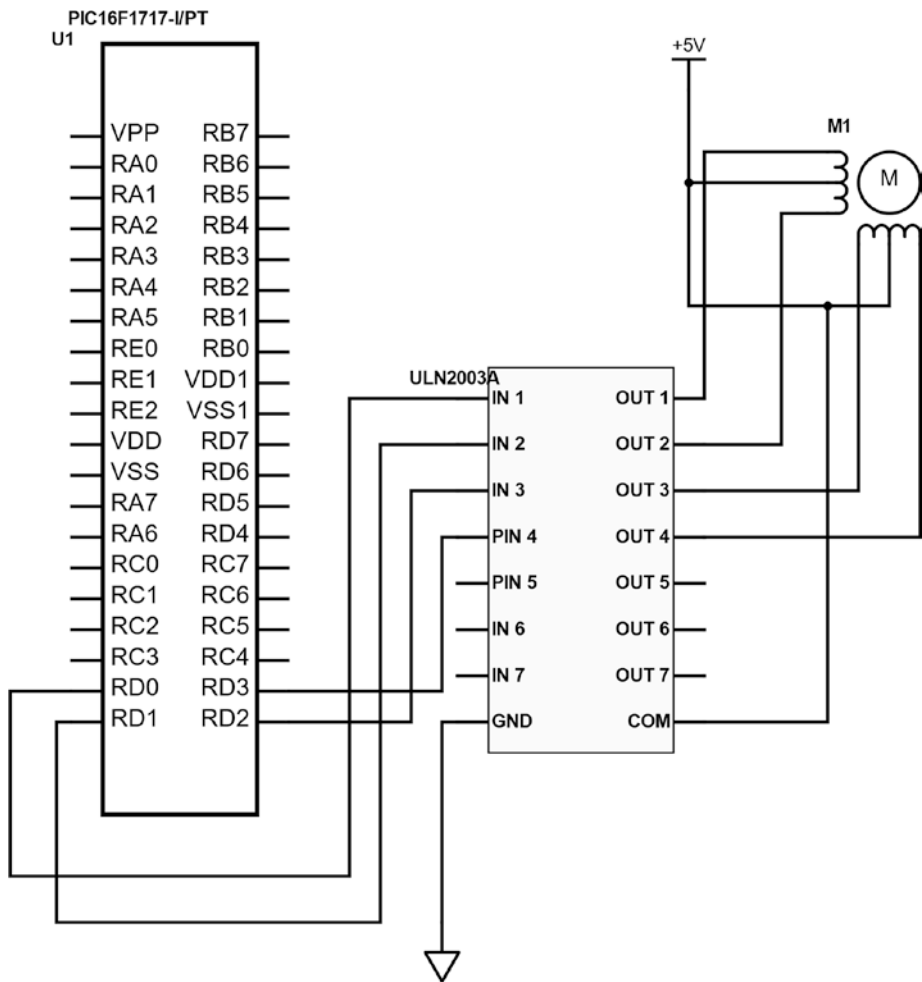 PIC16F1717-I/PT
U1
VPP RB7
RA0 RB6
RA1 RB5
RA2 RB4
RA3 RB3
RA4 RB2
RA5 RB1
RE0 RB0
RE1 VDD1
RE2 VSS1
VDD RD7
VSS RD6
RA7 RD5
RA6 RD4
RC0 RC7
RC1 RC6
RC2 RC5
RC3 RC4
RD0 RD3
RD1 RD2
+5V
M1
M
ULN2003A
IN 1 OUT 1
IN 2 OUT 2
IN 3 OUT 3
PIN 4 OUT 4
PIN 5 OUT 5
IN 6 OUT 6
IN 7 OUT 7
GND COM